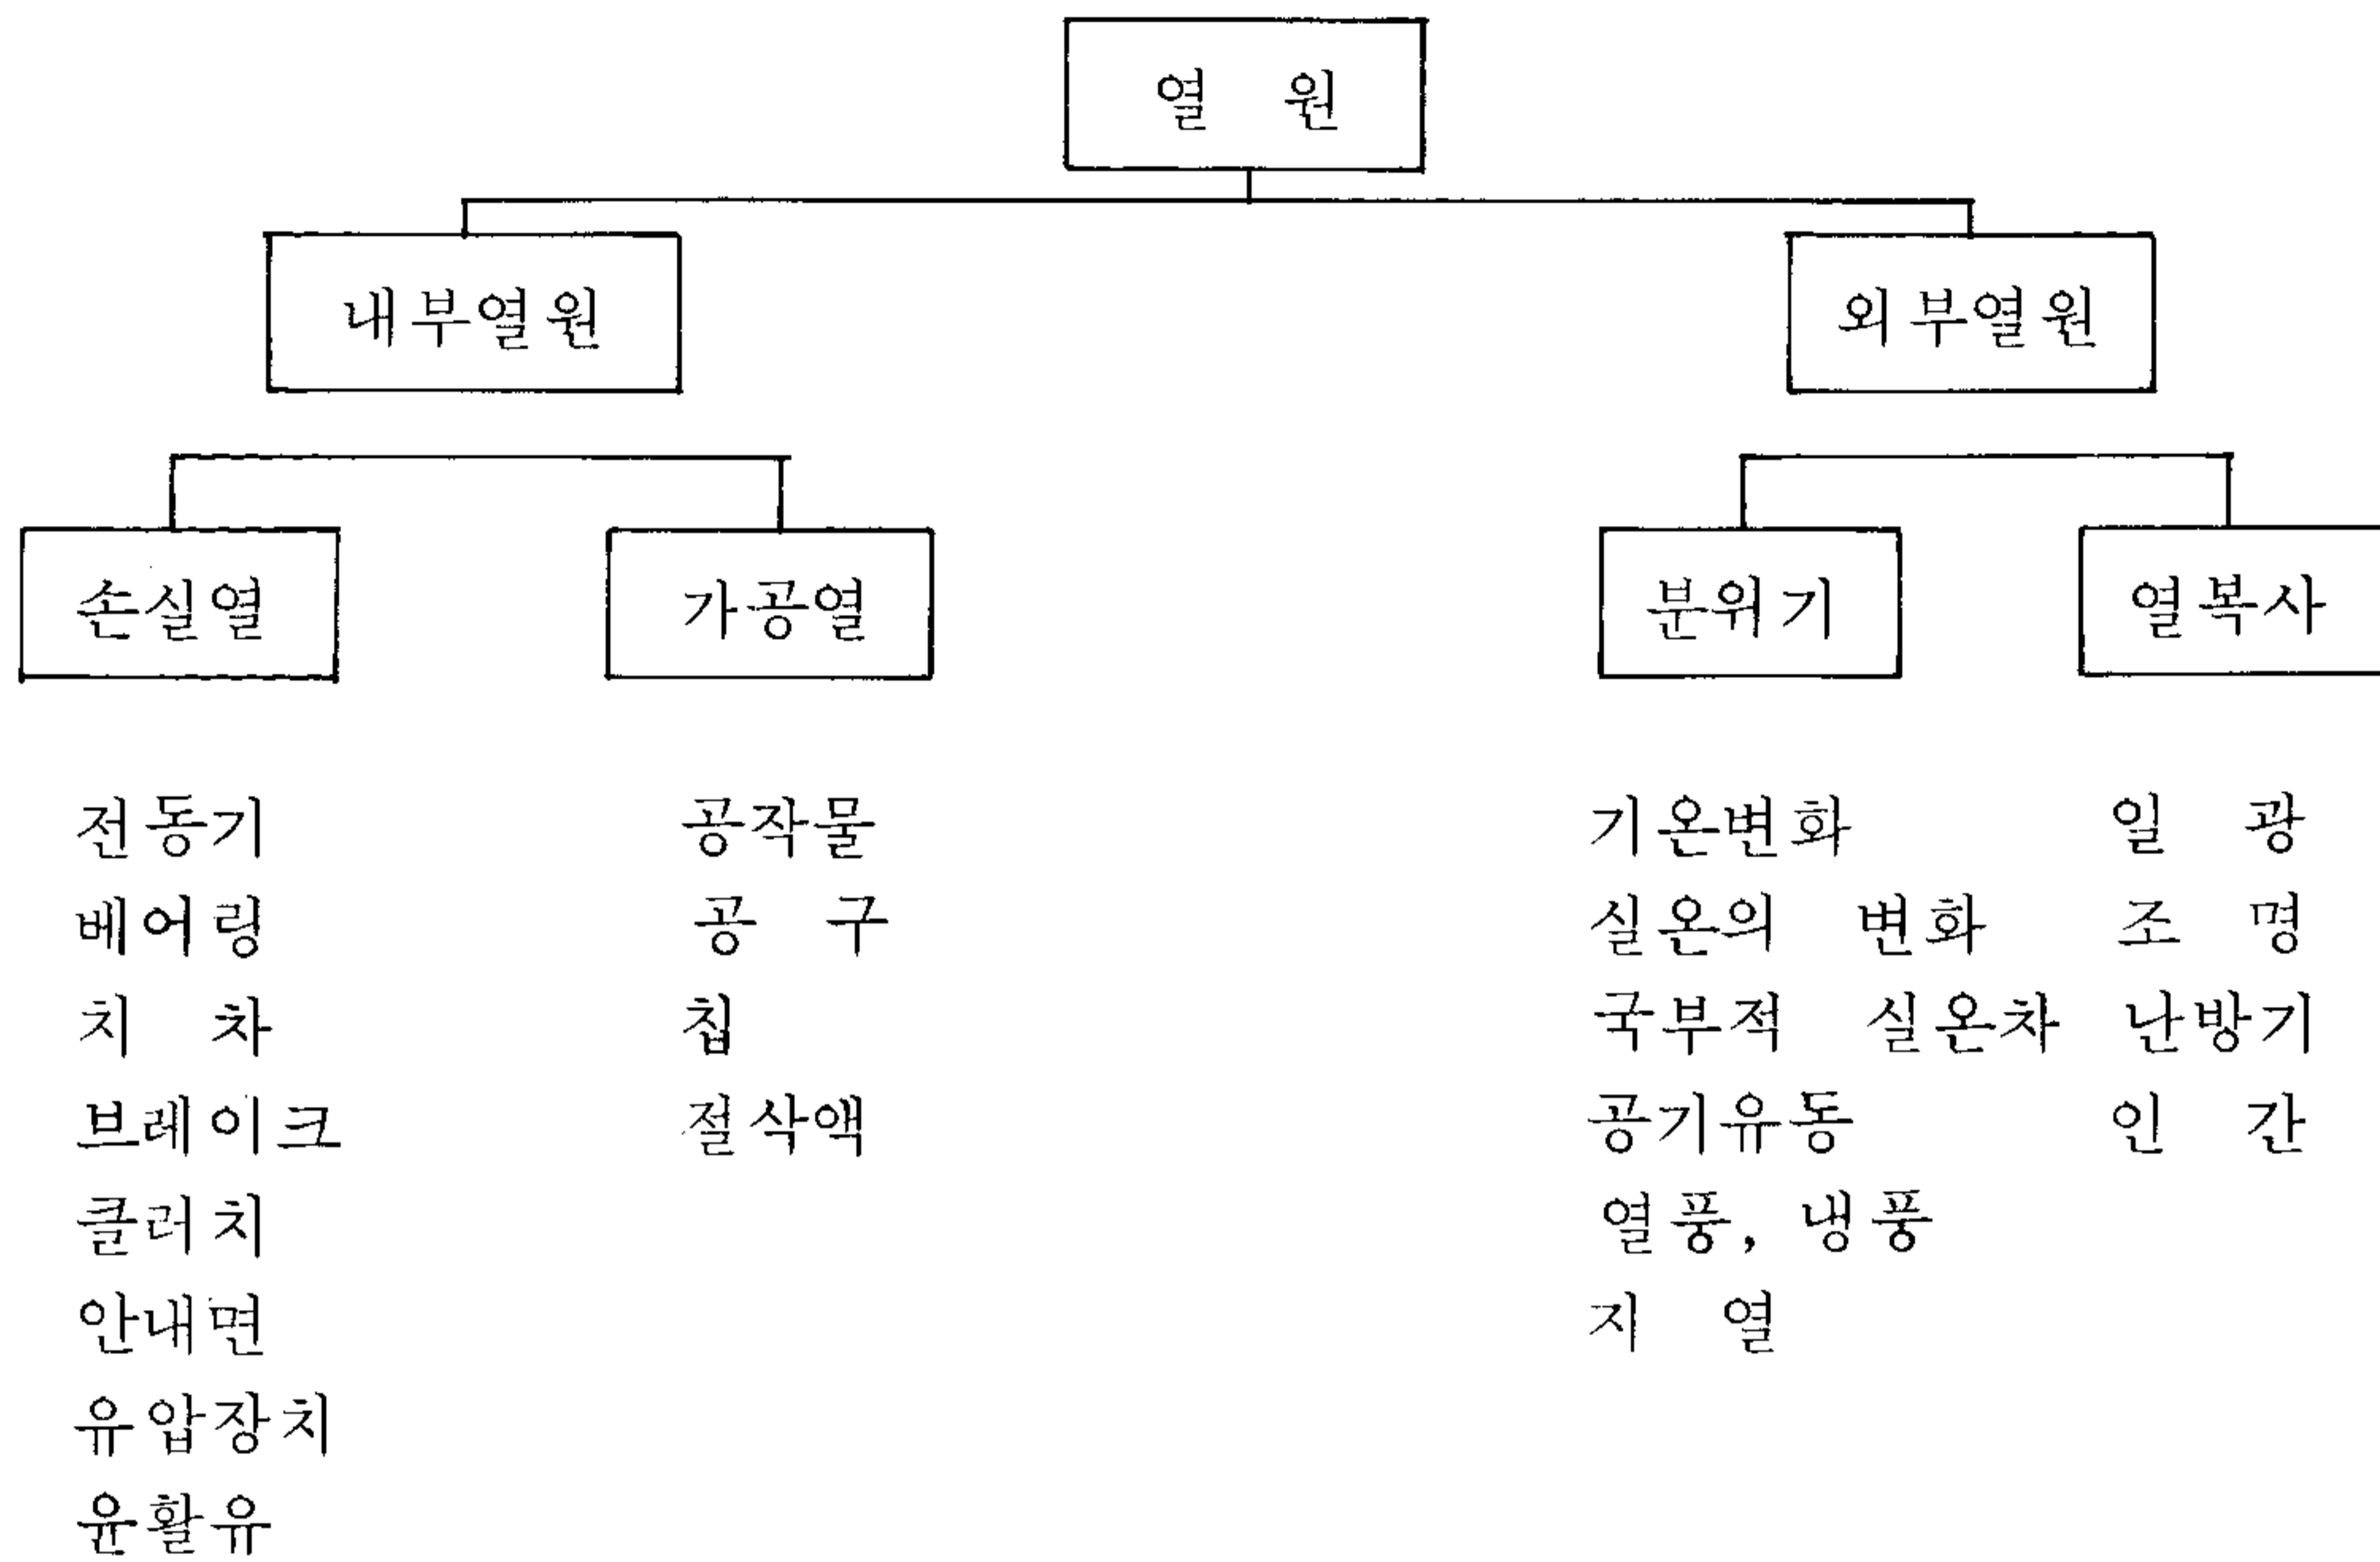 열 원
내부열원 외부열원
손실열 가공열 분위기 열복사
전동기 공작물 기온변화 일 광
베어링 공 구 실온의 변화 조 명
치 차 칩 국부적 실온차 난방기
브레이크 절삭액 공기유동 인 간
클러치 열풍, 냉풍
안내면 지 열
유압장치
윤활유